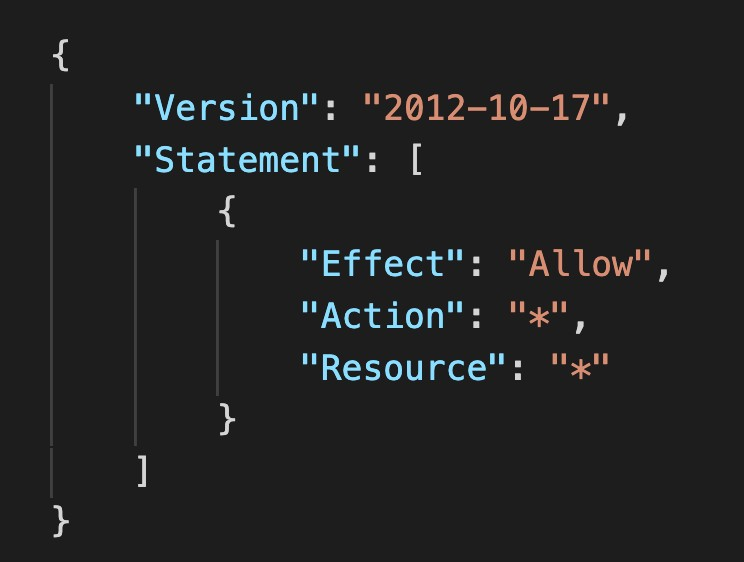 {
"Version": "2012-10-17",
"Statement": [
{
"Effect": "Allow",
"Action": "*",
"Resource": "*"
}
]
}